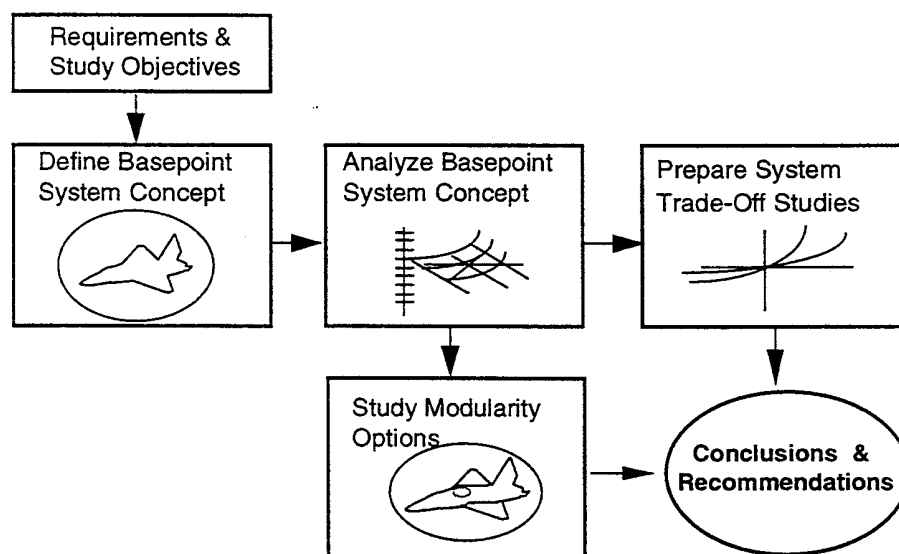 Requirements &
Study Objectives
Define Basepoint
System Concept
Analyze Basepoint
System Concept
Prepare System
Trade-Off Studies
Study Modularity
Options
Conclusions &
Recommendations